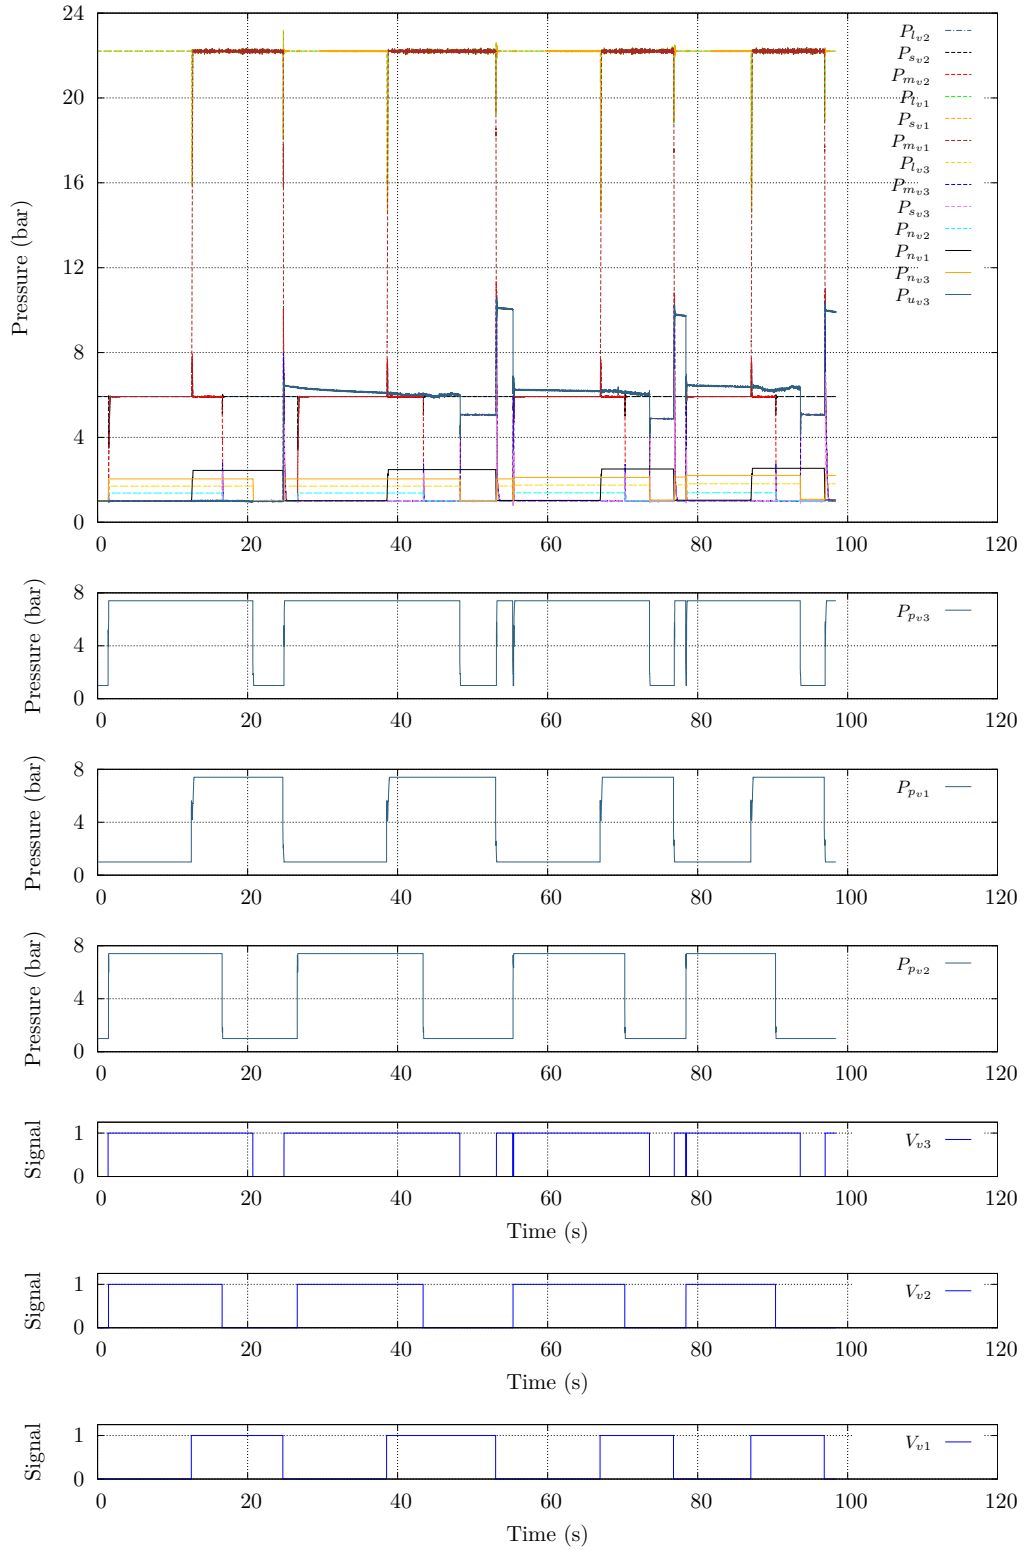 24
20
16
12
8
4
0
Pressure (bar)
0 20 40 60 80 100 120
P_{l_{v2}}
P_{s_{v2}}
P_{m_{v2}}
P_{l_{v1}}
P_{s_{v1}}
P_{m_{v1}}
P_{l_{v3}}
P_{m_{v3}}
P_{s_{v3}}
P_{n_{v2}}
P_{n_{v1}}
P_{n_{v3}}
P_{u_{v3}}
8
4
0
Pressure (bar)
0 20 40 60 80 100 120
P_{p_{v3}}
8
4
0
Pressure (bar)
0 20 40 60 80 100 120
P_{p_{v1}}
8
4
0
Pressure (bar)
0 20 40 60 80 100 120
P_{p_{v2}}
1
0
Signal
0 20 40 60 80 100 120
Time (s)
V_{v3}
1
0
Signal
0 20 40 60 80 100 120
Time (s)
V_{v2}
1
0
Signal
0 20 40 60 80 100 120
Time (s)
V_{v1}